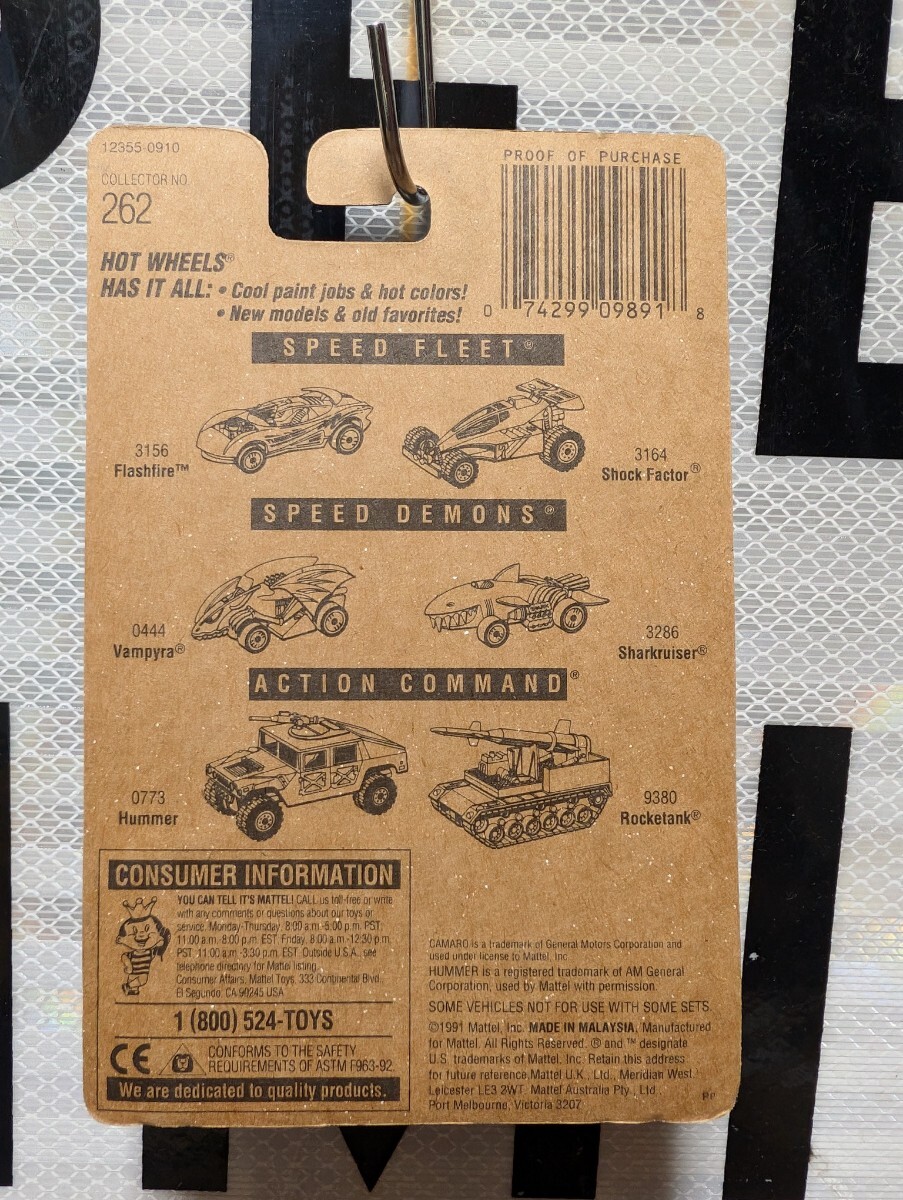 12355-0910
COLLECTOR NO.
262
PROOF OF PURCHASE
0 74299 09891 8
HOT WHEELS®
HAS IT ALL: • Cool paint jobs & hot colors!
• New models & old favorites!
SPEED FLEET®
3156
Flashfire™
3164
Shock Factor®
SPEED DEMONS®
0444
Vampyra®
3286
Sharkruiser®
ACTION COMMAND®
0773
Hummer
9380
Rocketank®
CONSUMER INFORMATION
YOU CAN TELL IT'S MATTEL! CALL us toll-free or write
with any comments or questions about our toys or
service. Monday-Thursday, 8:00 a.m.-5:00 p.m. PST,
11:00 a.m.-8:00 p.m. EST. Friday, 8:00 a.m.-12:30 p.m.
PST, 11:00 a.m.-3:30 p.m. EST. Outside U.S.A., see
telephone directory for Mattel listing.
Consumer Affairs, Mattel Toys, 333 Continental Blvd.,
El Segundo, CA 90245 USA
1 (800) 524-TOYS
CE
CONFORMS TO THE SAFETY
REQUIREMENTS OF ASTM F963-92.
We are dedicated to quality products.
CAMARO is a trademark of General Motors Corporation and
used under license to Mattel, Inc.
HUMMER is a registered trademark of AM General
Corporation, used by Mattel with permission.
SOME VEHICLES NOT FOR USE WITH SOME SETS.
©1991 Mattel, Inc. MADE IN MALAYSIA. Manufactured
for Mattel. All Rights Reserved. ® and ™ designate
U.S. trademarks of Mattel, Inc. Retain this address
for future reference. Mattel U.K., Ltd., Meridian West,
Leicester LE3 2WT. Mattel Australia Pty., Ltd.,
Port Melbourne, Victoria 3207.